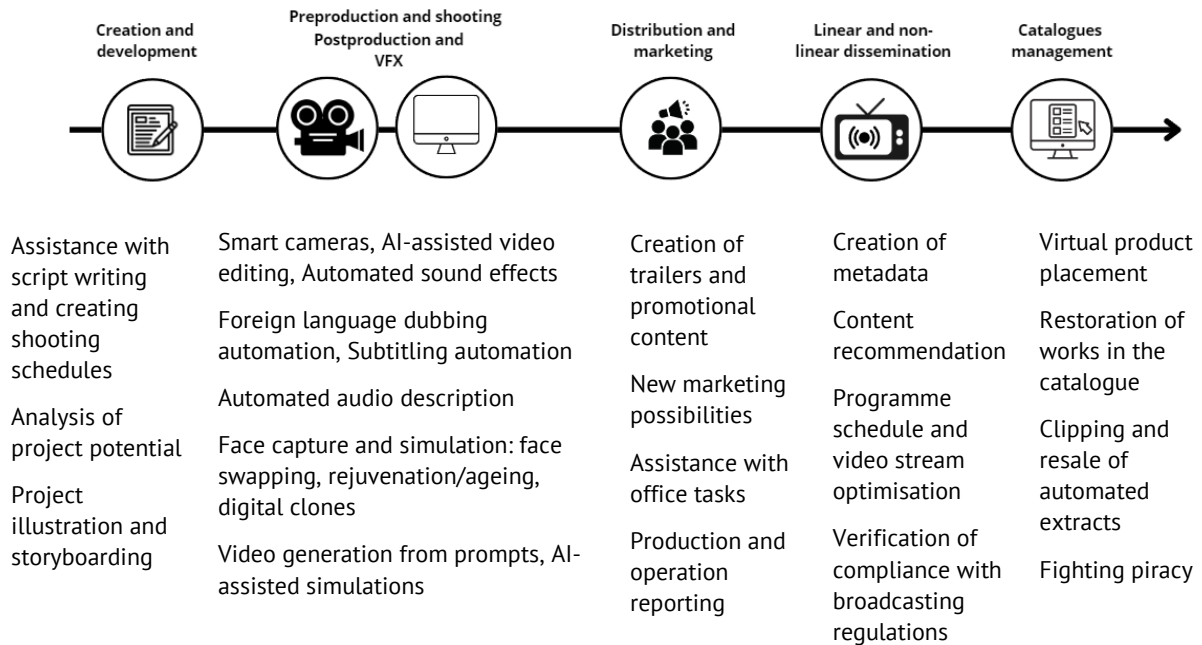 Creation and
development
Preproduction and shooting
Postproduction and
VFX
Distribution and
marketing
Linear and non-
linear dissemination
Catalogues
management
Assistance with
script writing
and creating
shooting
schedules
Analysis of
project potential
Project
illustration and
storyboarding
Smart cameras, AI-assisted video
editing, Automated sound effects
Foreign language dubbing
automation, Subtitling automation
Automated audio description
Face capture and simulation: face
swapping, rejuvenation/ageing,
digital clones
Video generation from prompts, AI-
assisted simulations
Creation of
trailers and
promotional
content
New marketing
possibilities
Assistance with
office tasks
Production and
operation
reporting
Creation of
metadata
Content
recommendation
Programme
schedule and
video stream
optimisation
Verification of
compliance with
broadcasting
regulations
Virtual product
placement
Restoration of
works in the
catalogue
Clipping and
resale of
automated
extracts
Fighting piracy